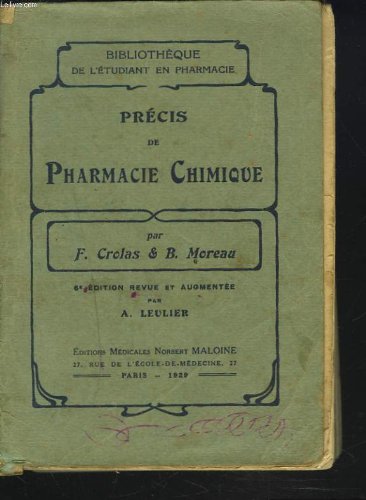 BIBLIOTHÈQUE
DE L'ÉTUDIANT EN PHARMACIE
PRÉCIS
DE
PHARMACIE CHIMIQUE
par
F. Crolas & B. Moreau
6e ÉDITION REVUE ET AUGMENTÉE
PAR
A. LEULIER
ÉDITIONS MÉDICALES NORBERT MALOINE
27, RUE DE L'ÉCOLE-DE-MÉDECINE, 27
PARIS — 1929